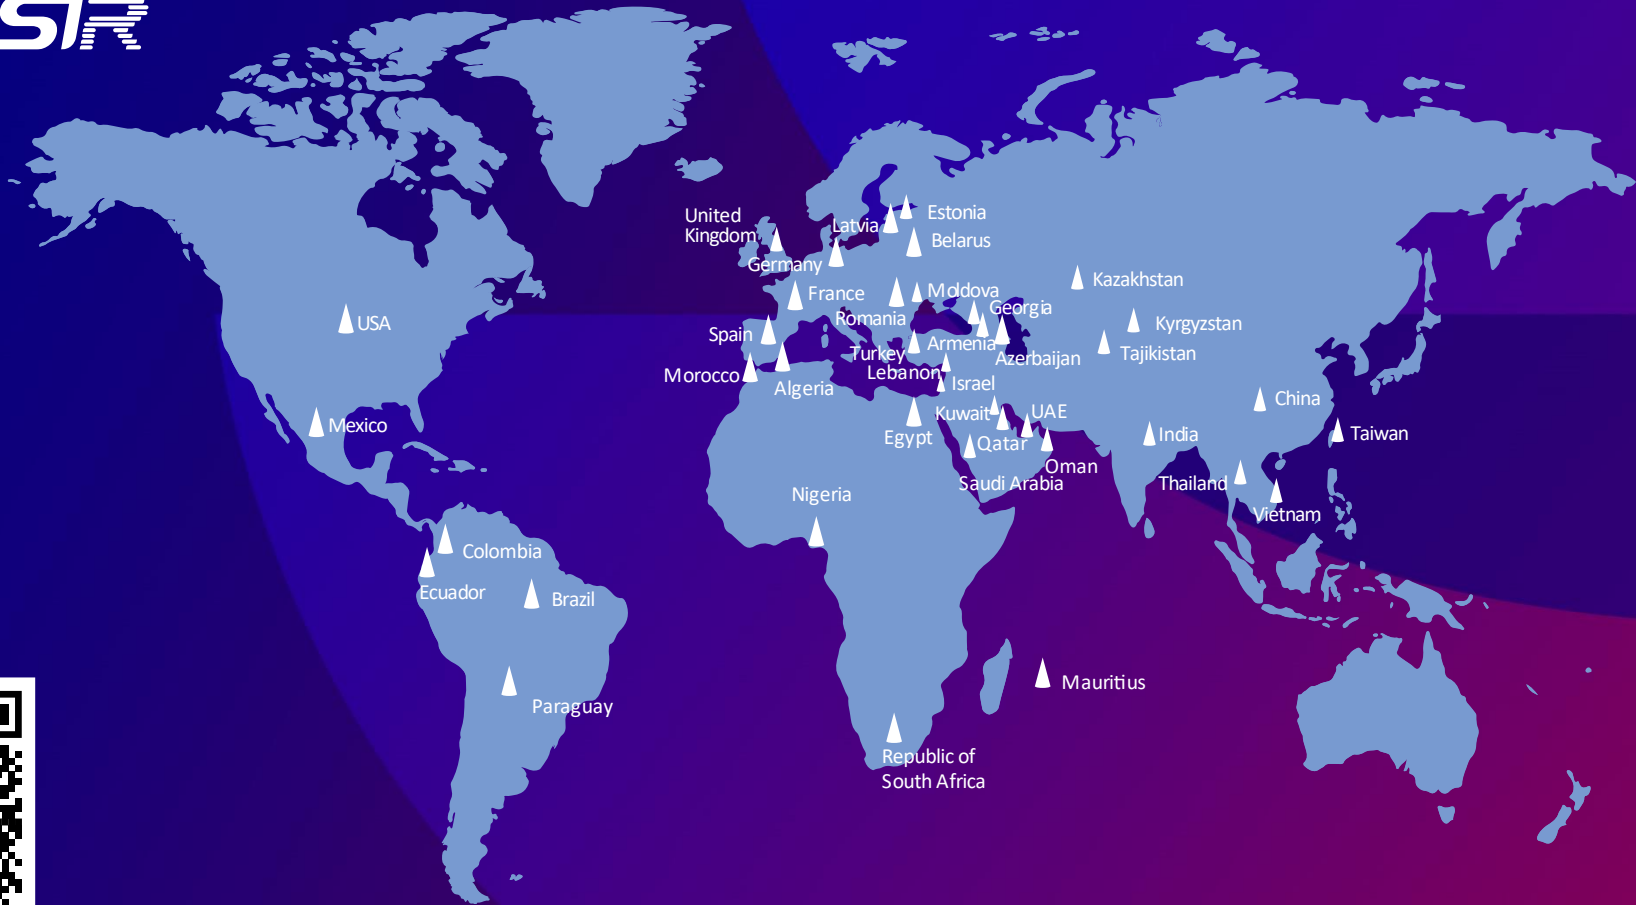 STR
United
Kingdom
Latvia
Estonia
Belarus
Germany
France
Moldova
Kazakhstan
Romania
Georgia
USA
Spain
Kyrgyzstan
Turkey
Armenia
Azerbaijan
Tajikistan
Morocco
Lebanon
Algeria
Israel
China
Mexico
Kuwait
UAE
Egypt
Qatar
India
Taiwan
Oman
Saudi Arabia
Thailand
Nigeria
Vietnam
Colombia
Ecuador
Brazil
Mauritius
Paraguay
Republic of
South Africa